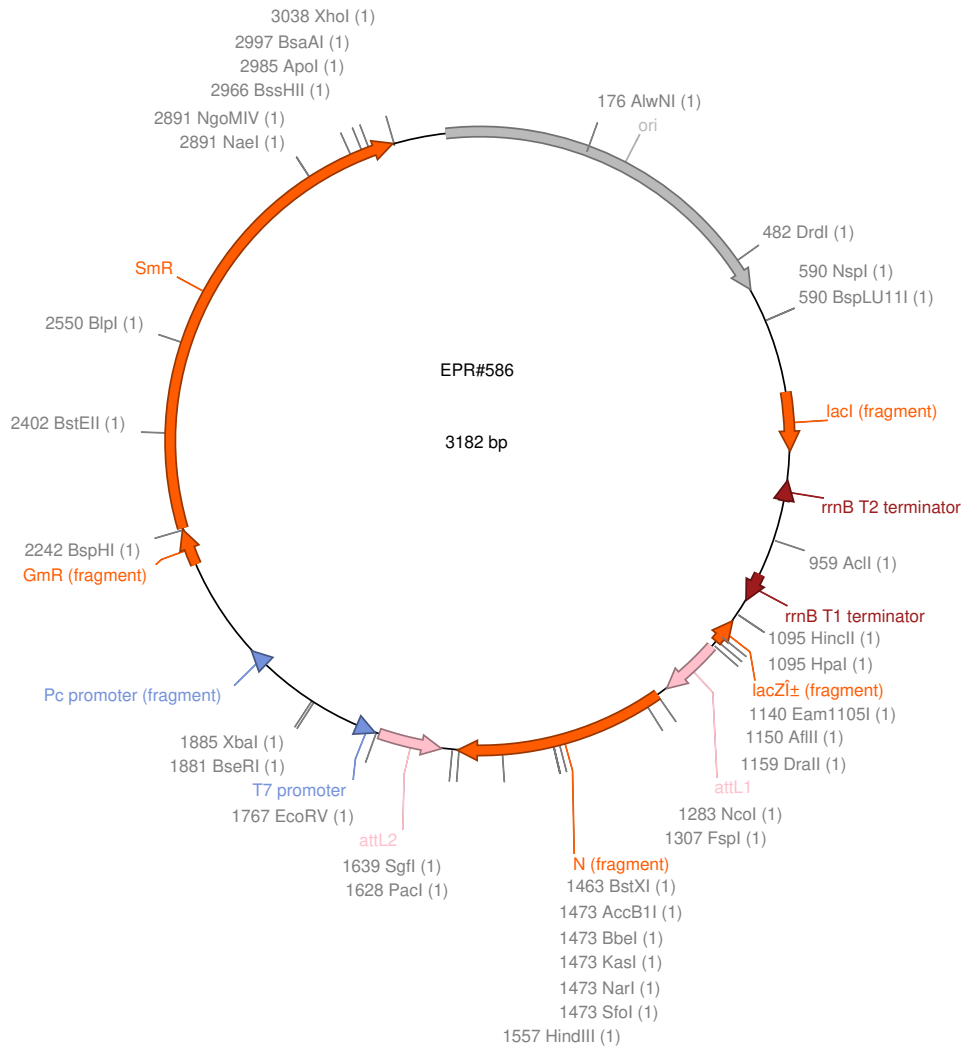 3038 XhoI (1)
2997 BsaAI (1)
2985 ApoI (1)
2966 BssHII (1)
2891 NgoMIV (1)
2891 NaeI (1)
176 AlwNI (1)
ori
482 DrdI (1)
590 NspI (1)
590 BspLU11I (1)
SmR
2550 BlpI (1)
EPR#586
2402 BstEII (1)
lacI (fragment)
3182 bp
rrnB T2 terminator
2242 BspHI (1)
GmR (fragment)
959 AclI (1)
rrnB T1 terminator
1095 HincII (1)
1095 HpaI (1)
lacZÎ± (fragment)
Pc promoter (fragment)
1140 Eam1105I (1)
1150 AflII (1)
1159 DraII (1)
1885 XbaI (1)
1881 BseRI (1)
T7 promoter
attL1
1767 EcoRV (1)
1283 NcoI (1)
attL2
1307 FspI (1)
1639 SgfI (1)
N (fragment)
1628 PacI (1)
1463 BstXI (1)
1473 AccB1I (1)
1473 BbeI (1)
1473 KasI (1)
1473 NarI (1)
1473 SfoI (1)
1557 HindIII (1)